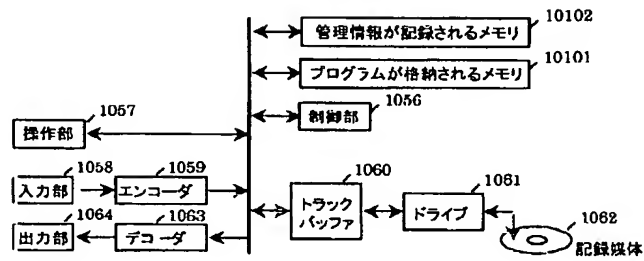 10102
管理情報が記録されるメモリ
10101
プログラムが格納されるメモリ
1057
1056
操作部
制御部
1058
1059
1060
1061
入力部
エンコーダ
トラック
バッファ
ドライブ
1062
1064
1063
出力部
デコーダ
記録媒体